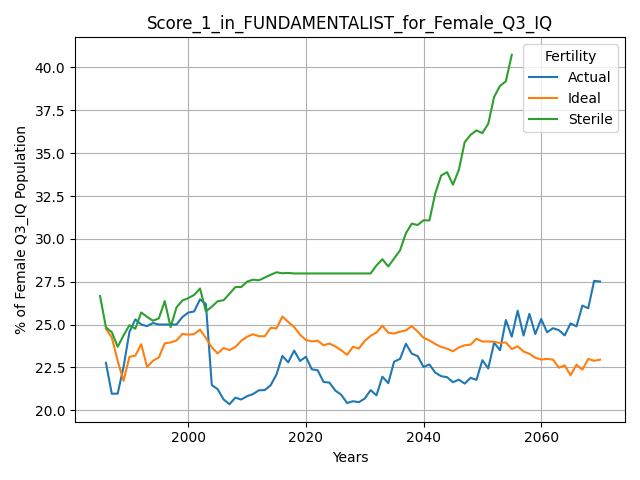 Score_1_in_FUNDAMENTALIST_for_Female_Q3_IQ
Fertility
Actual
Ideal
Sterile
% of Female Q3_IQ Population
40.0
37.5
35.0
32.5
30.0
27.5
25.0
22.5
20.0
2000 2020 2040 2060
Years